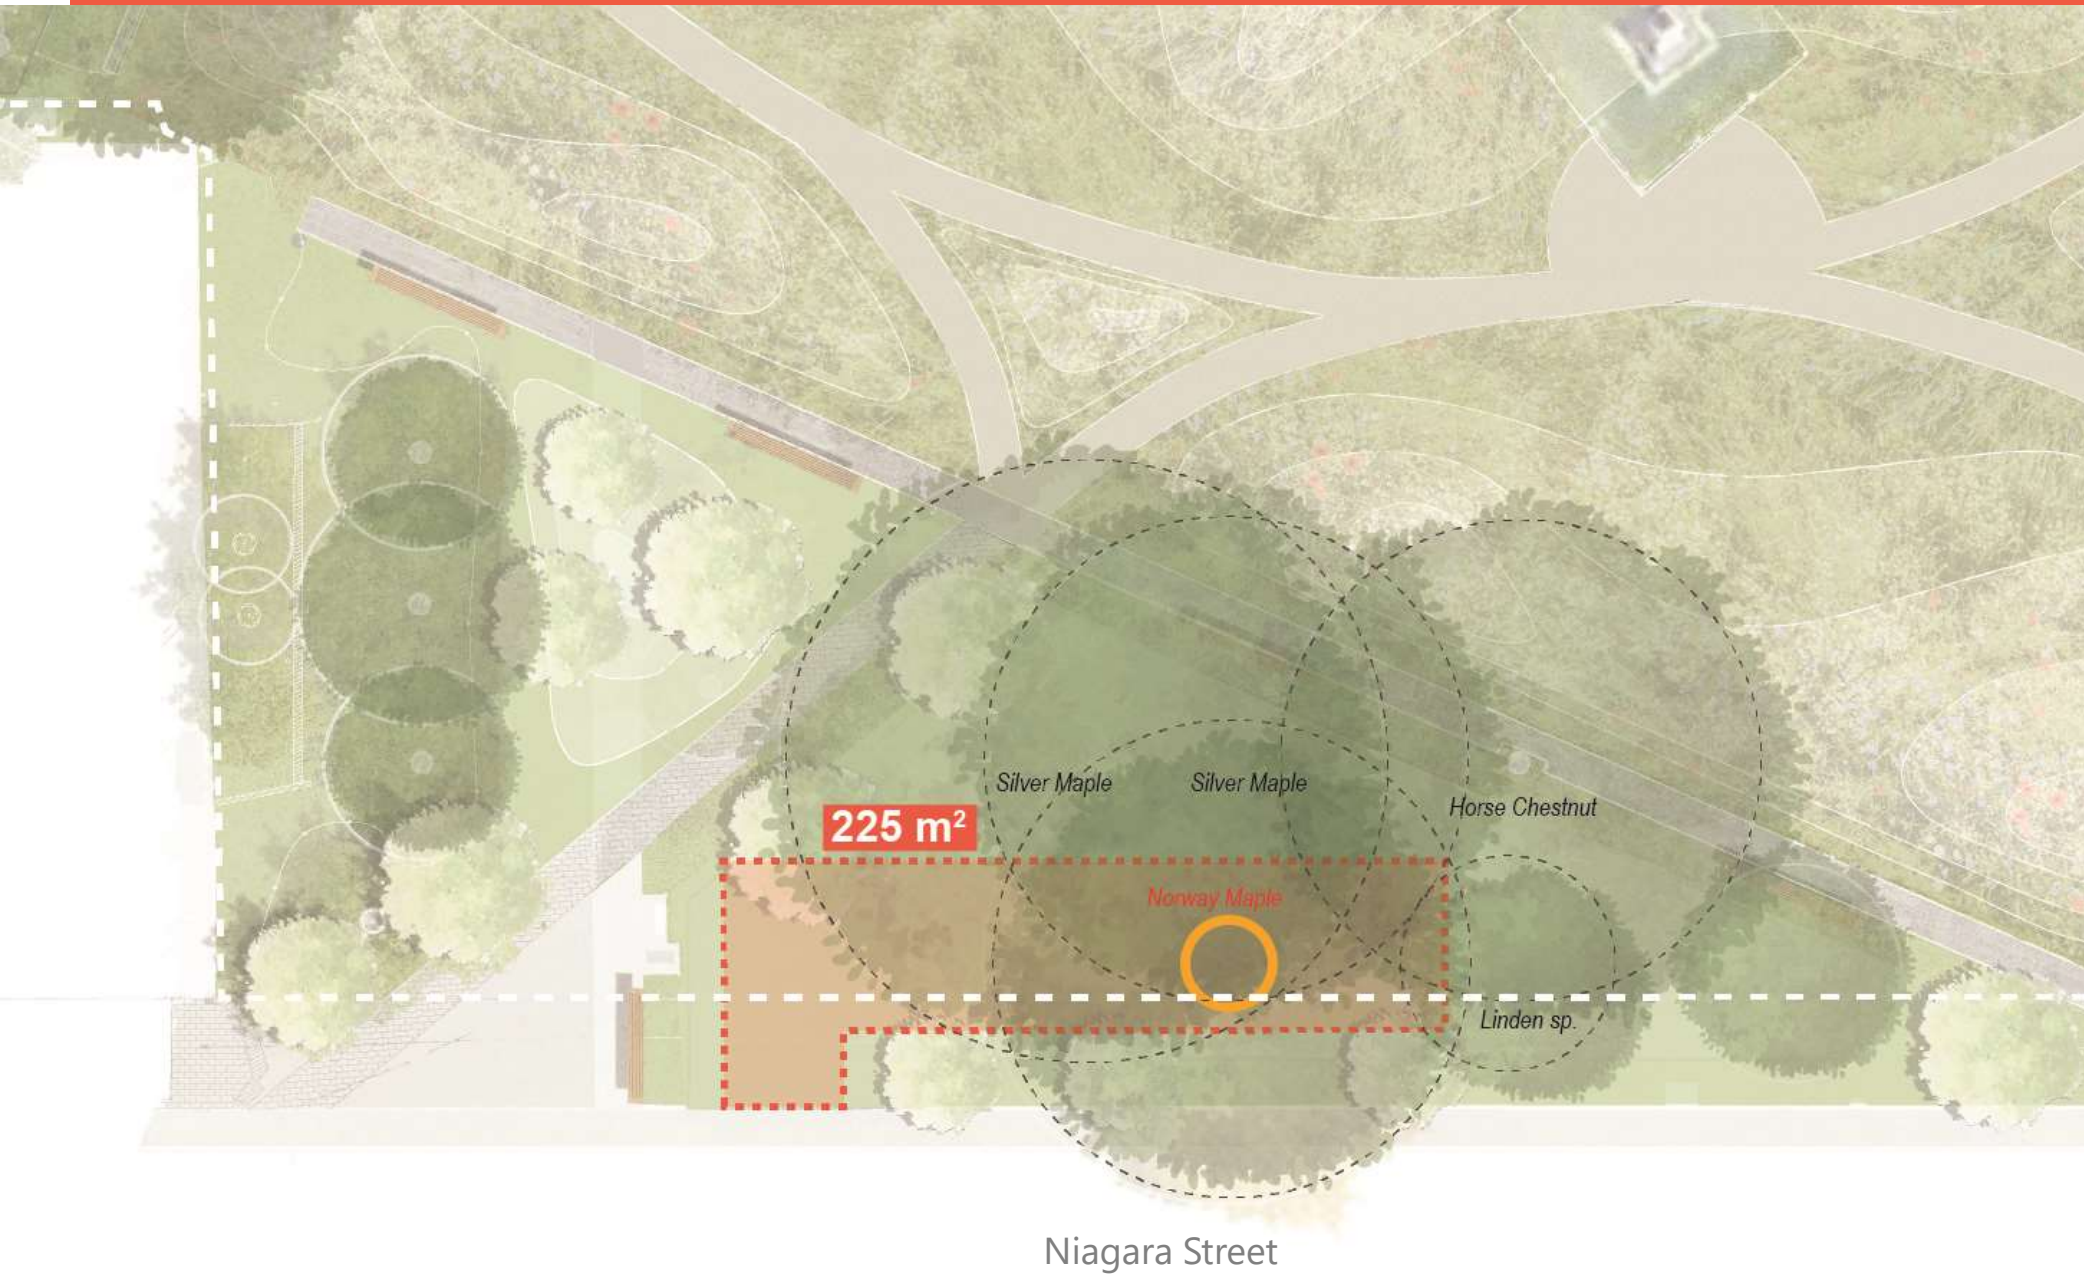 Silver Maple
Silver Maple
Horse Chestnut
225 m²
Norway Maple
Linden sp.
Niagara Street